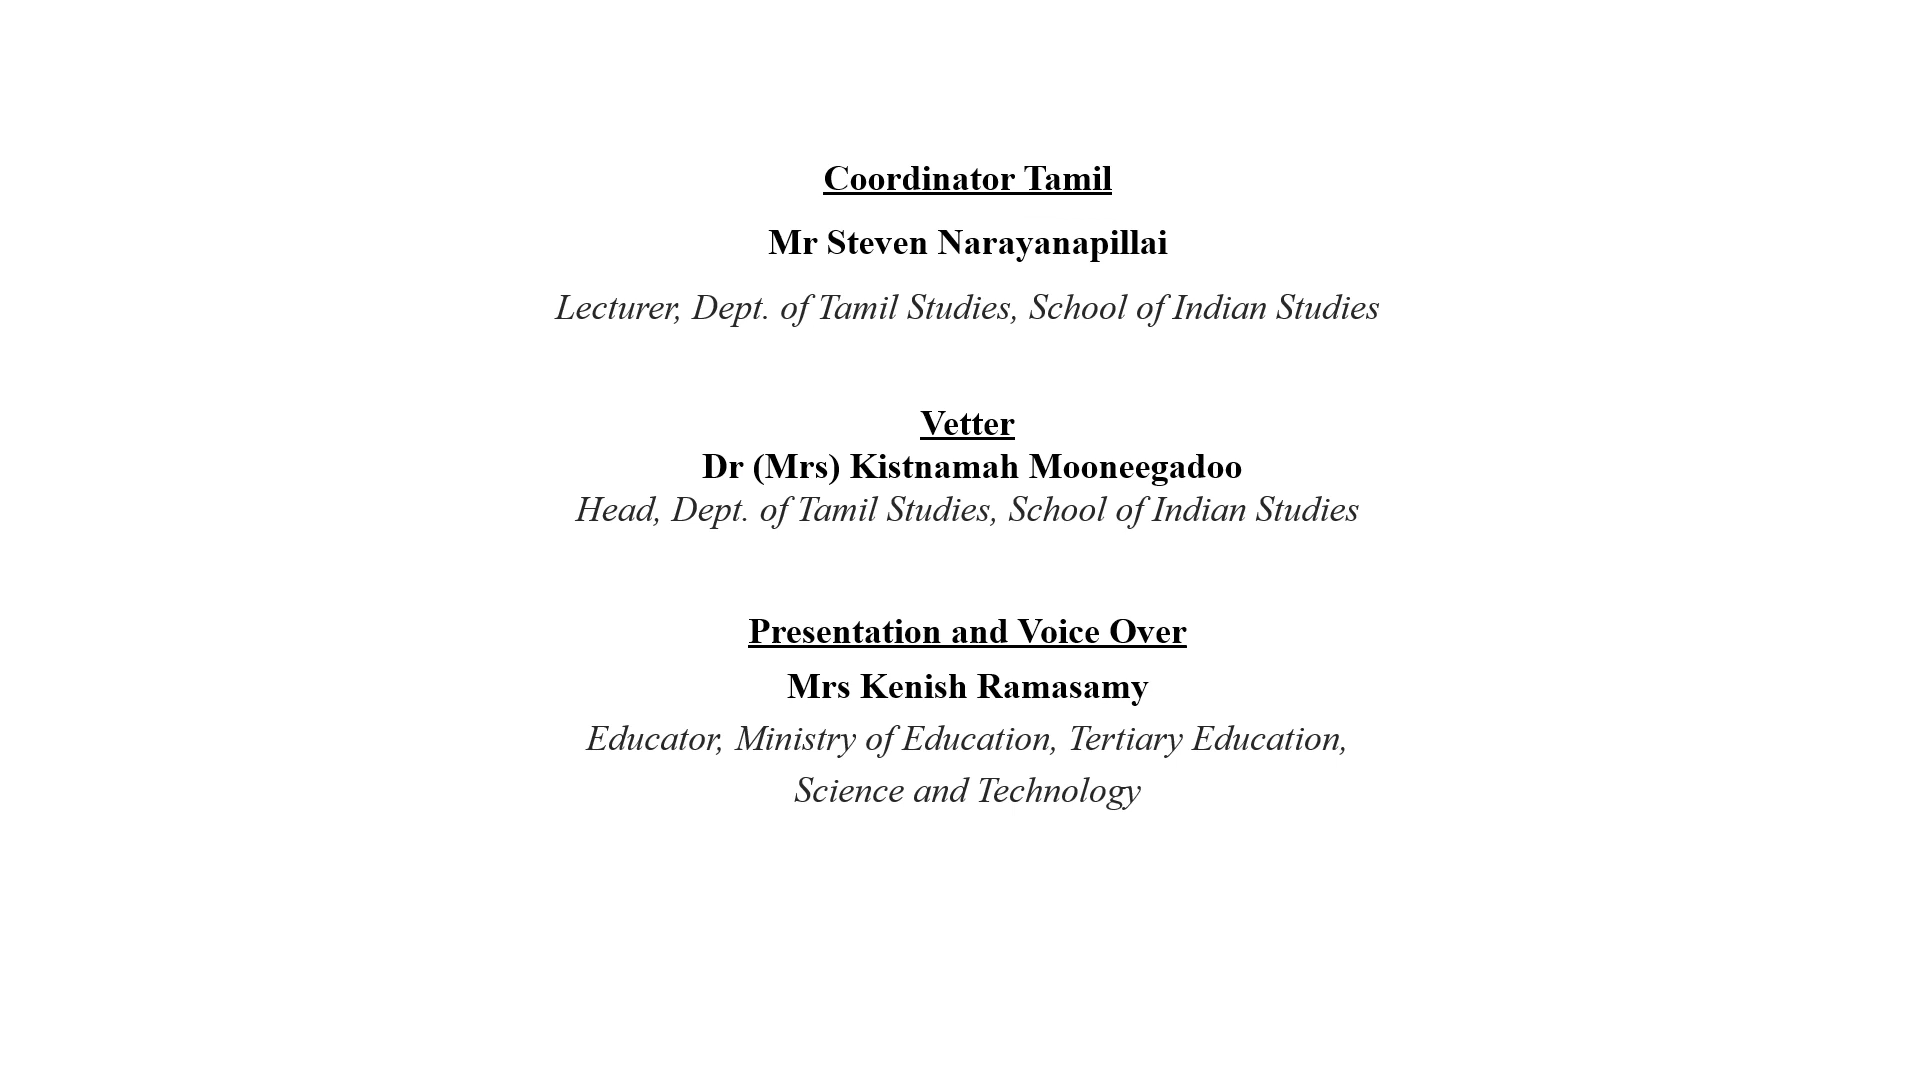 Coordinator Tamil
Mr Steven Narayanapillai
Lecturer, Dept. of Tamil Studies, School of Indian Studies
Vetter
Dr (Mrs) Kistnamah Mooneegadoo
Head, Dept. of Tamil Studies, School of Indian Studies
Presentation and Voice Over
Mrs Kenish Ramasamy
Educator, Ministry of Education, Tertiary Education,
Science and Technology